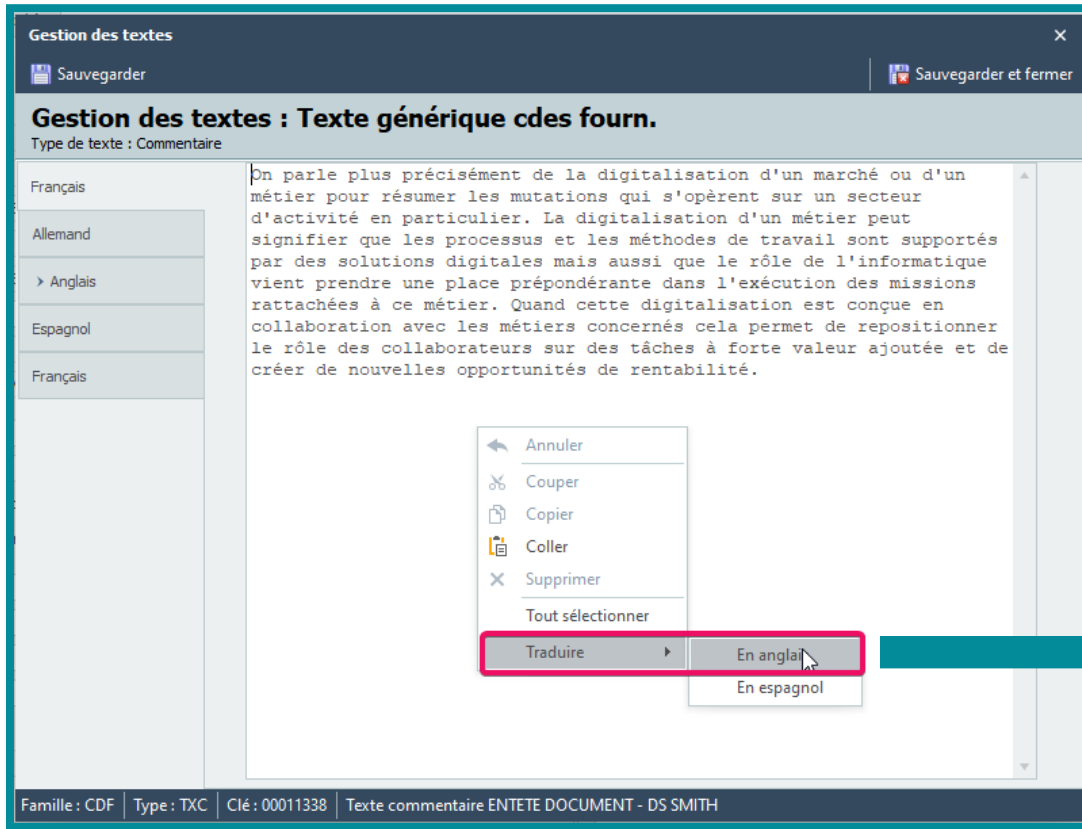 Gestion des textes
Sauvegarder
Sauvegarder et fermer
Gestion des textes : Texte générique cdes fourn.
Type de texte : Commentaire
Français
Allemand
Anglais
Espagnol
Français
On parle plus précisément de la digitalisation d'un marché ou d'un
métier pour résumer les mutations qui s'opèrent sur un secteur
d'activité en particulier. La digitalisation d'un métier peut
signifier que les processus et les méthodes de travail sont supportés
par des solutions digitales mais aussi que le rôle de l'informatique
vient prendre une place prépondérante dans l'exécution des missions
rattachées à ce métier. Quand cette digitalisation est conçue en
collaboration avec les métiers concernés cela permet de repositionner
le rôle des collaborateurs sur des tâches à forte valeur ajoutée et de
créer de nouvelles opportunités de rentabilité.
Annuler
Couper
Copier
Coller
Supprimer
Tout sélectionner
Traduire
En anglais
En espagnol
Famille : CDF
Type : TXC
Clé : 00011338
Texte commentaire ENTETE DOCUMENT - DS SMITH